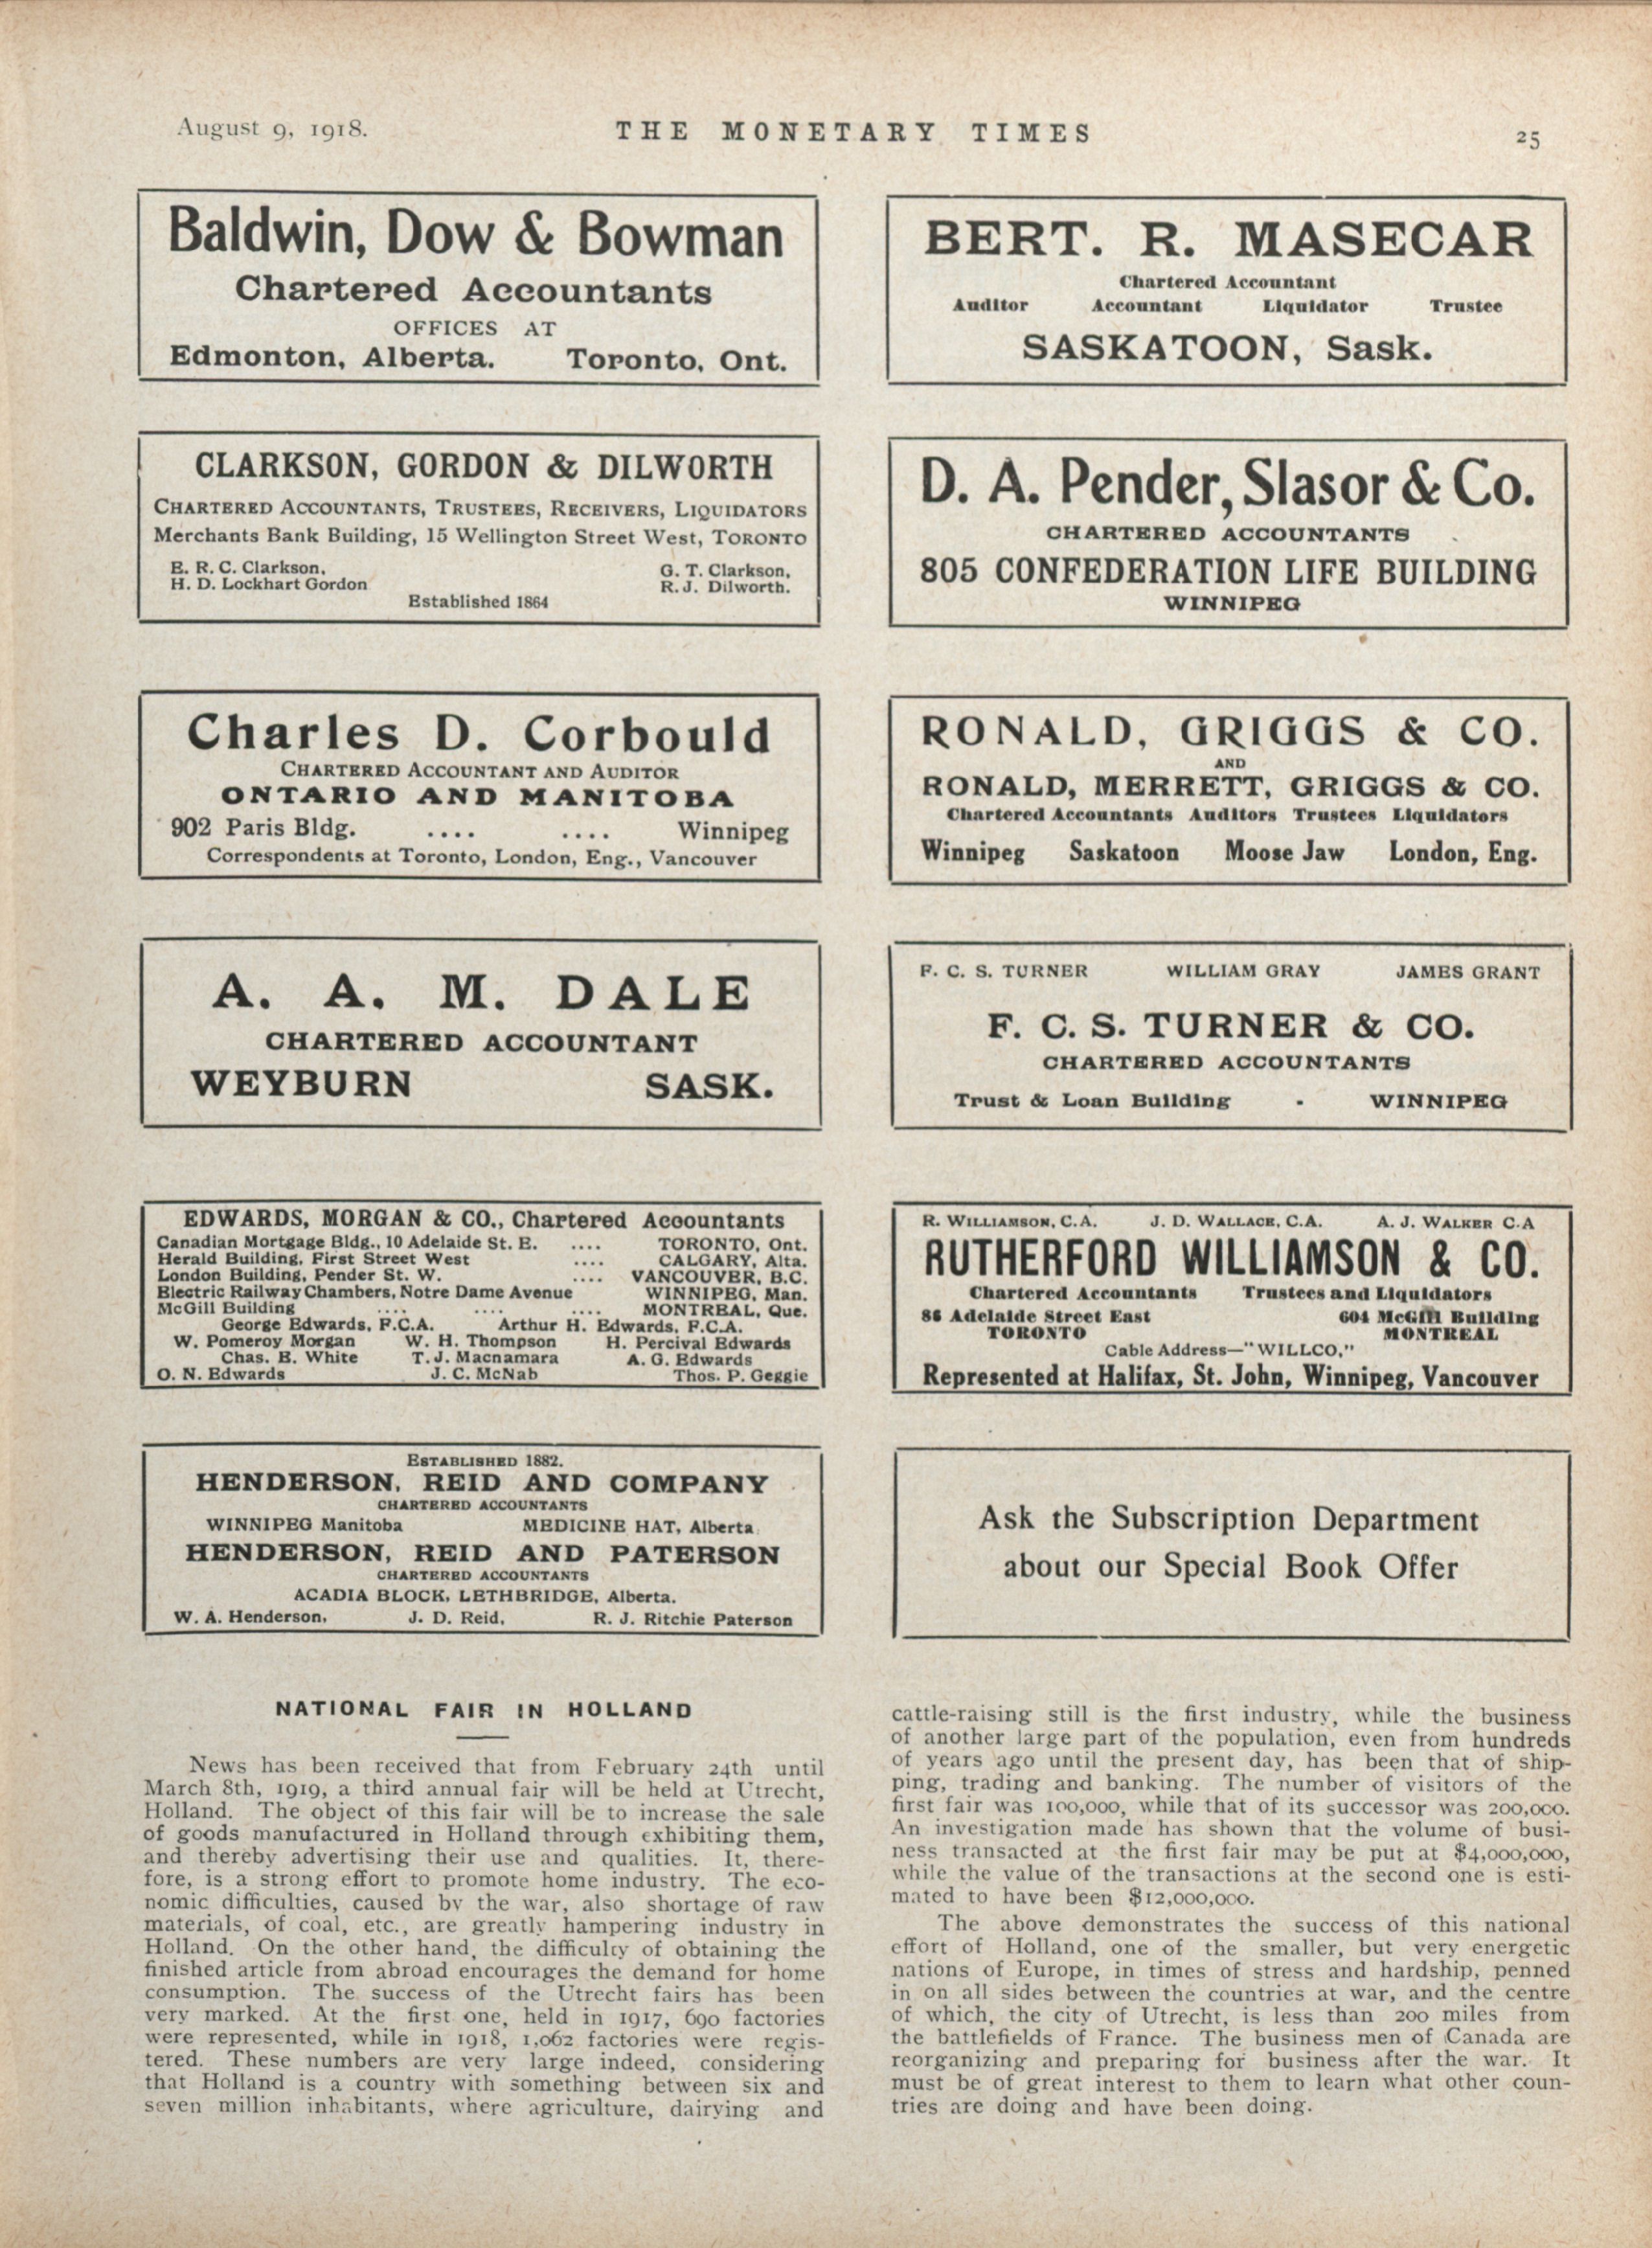 August 9, 1918.
THE MONETARY TIMES
25
Baldwin, Dow & Bowman
Chartered Accountants
OFFICES AT
Edmonton, Alberta. Toronto, Ont.
CLARKSON, GORDON & DILWORTH
CHARTERED ACCOUNTANTS, TRUSTEES, RECEIVERS, LIQUIDATORS
Merchants Bank Building, 15 Wellington Street West, TORONTO
E. R. C. Clarkson. G. T. Clarkson,
H. D. Lockhart Gordon R. J. Dilworth.
Established 1864
Charles D. Corbould
CHARTERED ACCOUNTANT AND AUDITOR
ONTARIO AND MANITOBA
902 Paris Bldg. .... .... Winnipeg
Correspondents at Toronto, London, Eng., Vancouver
A. A. M. DALE
CHARTERED ACCOUNTANT
WEYBURN SASK.
EDWARDS, MORGAN & CO., Chartered Accountants
Canadian Mortgage Bldg., 10 Adelaide St. E. .... TORONTO, Ont.
Herald Building, First Street West .... CALGARY, Alta.
London Building, Pender St. W. .... VANCOUVER, B.C.
Electric Railway Chambers, Notre Dame Avenue WINNIPEG, Man.
McGill Building .... .... .... MONTREAL, Que.
George Edwards, F.C.A. Arthur H. Edwards, F.C.A.
W. Pomeroy Morgan W. H. Thompson H. Percival Edwards
Chas. E. White T. J. Macnamara A. G. Edwards
O. N. Edwards J. C. McNab Thos. P. Geggie
ESTABLISHED 1882.
HENDERSON, REID AND COMPANY
CHARTERED ACCOUNTANTS
WINNIPEG Manitoba MEDICINE HAT, Alberta
HENDERSON, REID AND PATERSON
CHARTERED ACCOUNTANTS
ACADIA BLOCK, LETHBRIDGE, Alberta.
W. A. Henderson, J. D. Reid, R. J. Ritchie Paterson
BERT. R. MASECAR
Chartered Accountant
Auditor Accountant Liquidator Trustee
SASKATOON, Sask.
D. A. Pender, Slasor & Co.
CHARTERED ACCOUNTANTS
805 CONFEDERATION LIFE BUILDING
WINNIPEG
RONALD, GRIGGS & CO.
AND
RONALD, MERRETT, GRIGGS & CO.
Chartered Accountants Auditors Trustees Liquidators
Winnipeg Saskatoon Moose Jaw London, Eng.
F. C. S. TURNER WILLIAM GRAY JAMES GRANT
F. C. S. TURNER & CO.
CHARTERED ACCOUNTANTS
Trust & Loan Building - WINNIPEG
R. WILLIAMSON, C.A. J. D. WALLACE, C.A. A. J. WALKER C.A
RUTHERFORD WILLIAMSON & CO.
Chartered Accountants Trustees and Liquidators
86 Adelaide Street East 604 McGill Building
TORONTO MONTREAL
Cable Address—"WILLCO,"
Represented at Halifax, St. John, Winnipeg, Vancouver
Ask the Subscription Department
about our Special Book Offer
NATIONAL FAIR IN HOLLAND
News has been received that from February 24th until
March 8th, 1919, a third annual fair will be held at Utrecht,
Holland. The object of this fair will be to increase the sale
of goods manufactured in Holland through exhibiting them,
and thereby advertising their use and qualities. It, there-
fore, is a strong effort to promote home industry. The eco-
nomic difficulties, caused by the war, also shortage of raw
materials, of coal, etc., are greatly hampering industry in
Holland. On the other hand, the difficulty of obtaining the
finished article from abroad encourages the demand for home
consumption. The success of the Utrecht fairs has been
very marked. At the first one, held in 1917, 690 factories
were represented, while in 1918, 1,062 factories were regis-
tered. These numbers are very large indeed, considering
that Holland is a country with something between six and
seven million inhabitants, where agriculture, dairying and
cattle-raising still is the first industry, while the business
of another large part of the population, even from hundreds
of years ago until the present day, has been that of ship-
ping, trading and banking. The number of visitors of the
first fair was 100,000, while that of its successor was 200,000.
An investigation made has shown that the volume of busi-
ness transacted at the first fair may be put at $4,000,000,
while the value of the transactions at the second one is esti-
mated to have been $12,000,000.
The above demonstrates the success of this national
effort of Holland, one of the smaller, but very energetic
nations of Europe, in times of stress and hardship, penned
in on all sides between the countries at war, and the centre
of which, the city of Utrecht, is less than 200 miles from
the battlefields of France. The business men of Canada are
reorganizing and preparing for business after the war. It
must be of great interest to them to learn what other coun-
tries are doing and have been doing.